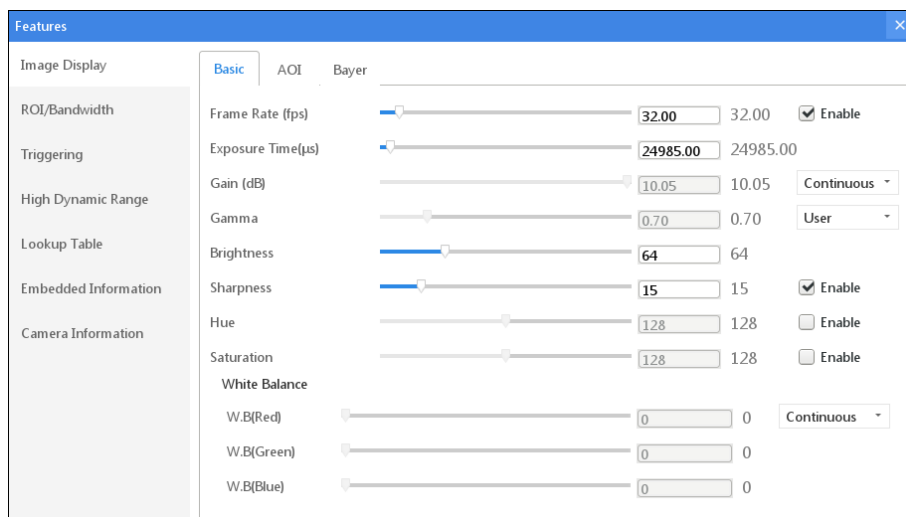 Features
Image Display
Basic AOI Bayer
ROI/Bandwidth
Frame Rate (fps) 32.00 32.00 Enable
Exposure Time(μs) 24985.00 24985.00
Triggering
Gain (dB) 10.05 10.05 Continuous
High Dynamic Range
Gamma 0.70 0.70 User
Lookup Table
Brightness 64 64
Embedded Information
Sharpness 15 15 Enable
Hue 128 128 Enable
Camera Information
Saturation 128 128 Enable
White Balance
W.B(Red) 0 0 Continuous
W.B(Green) 0 0
W.B(Blue) 0 0